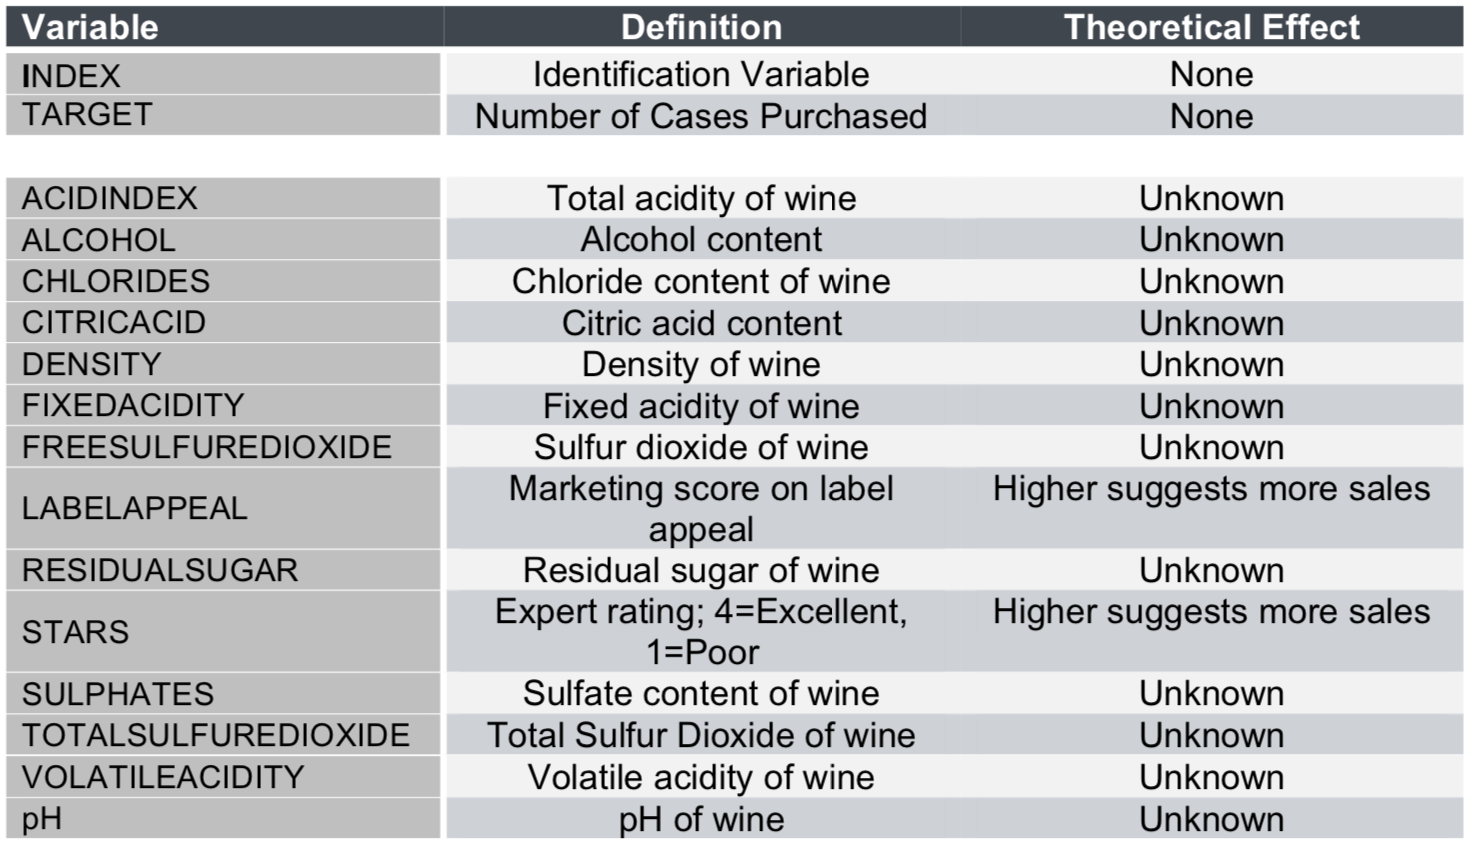 Variable Definition Theoretical Effect
INDEX Identification Variable None
TARGET Number of Cases Purchased None
ACIDINDEX Total acidity of wine Unknown
ALCOHOL Alcohol content Unknown
CHLORIDES Chloride content of wine Unknown
CITRICACID Citric acid content Unknown
DENSITY Density of wine Unknown
FIXEDACIDITY Fixed acidity of wine Unknown
FREESULFUREDIOXIDE Sulfur dioxide of wine Unknown
LABELAPPEAL Marketing score on label Higher suggests more sales
appeal
RESIDUALSUGAR Residual sugar of wine Unknown
STARS Expert rating; 4=Excellent, Higher suggests more sales
1=Poor
SULPHATES Sulfate content of wine Unknown
TOTALSULFUREDIOXIDE Total Sulfur Dioxide of wine Unknown
VOLATILEACIDITY Volatile acidity of wine Unknown
pH pH of wine Unknown